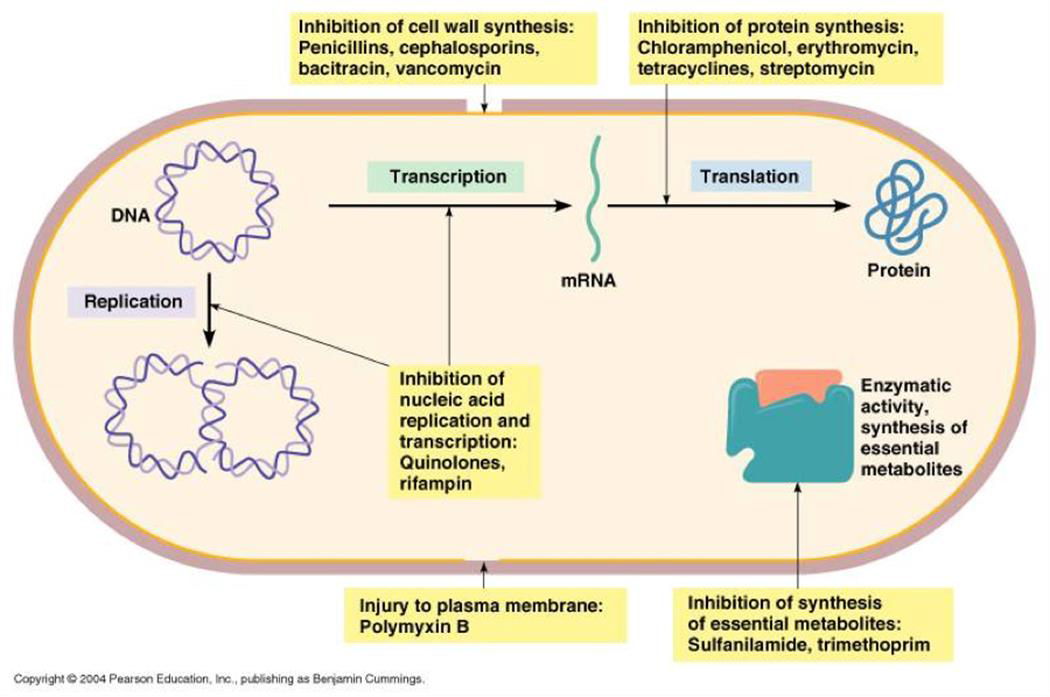 Inhibition of cell wall synthesis:
Penicillins, cephalosporins,
bacitracin, vancomycin
Inhibition of protein synthesis:
Chloramphenicol, erythromycin,
tetracyclines, streptomycin
Transcription
Translation
DNA
mRNA
Protein
Replication
Inhibition of
nucleic acid
replication and
transcription:
Quinolones,
rifampin
Enzymatic
activity,
synthesis of
essential
metabolites
Injury to plasma membrane:
Polymyxin B
Inhibition of synthesis
of essential metabolites:
Sulfanilamide, trimethoprim
Copyright © 2004 Pearson Education, Inc., publishing as Benjamin Cummings.